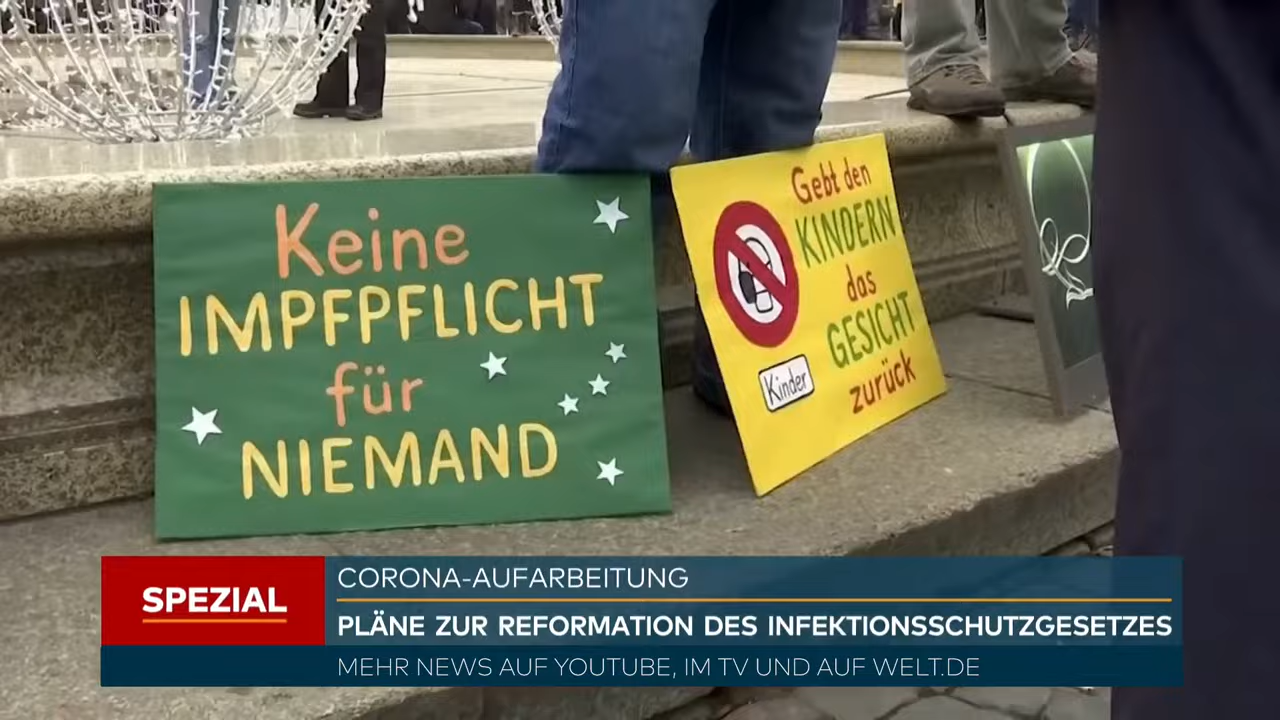 Keine
IMPFPFLICHT
für
NIEMAND
Gebt den
KINDERN
das
GESICHT
zurück
Kinder
SPEZIAL
CORONA-AUFARBEITUNG
PLÄNE ZUR REFORMATION DES INFEKTIONSSCHUTZGESETZES
MEHR NEWS AUF YOUTUBE, IM TV UND AUF WELT.DE